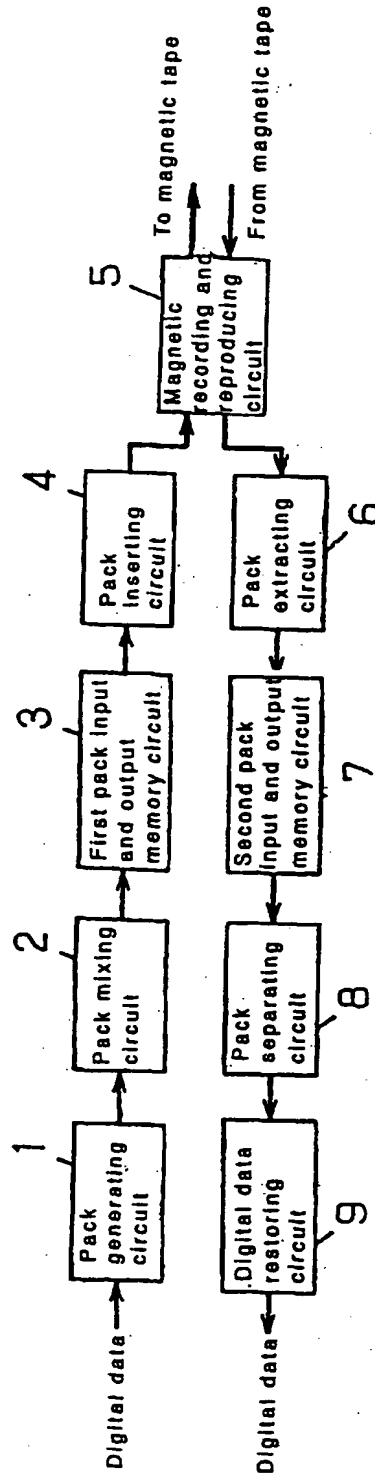 Digital data
1
Pack
generating
circuit
2
Pack mixing
circuit
3
First pack input
and output
memory circuit
4
Pack
inserting
circuit
5
Magnetic
recording and
reproducing
circuit
To magnetic tape
From magnetic tape
Pack
extracting
circuit
6
Second pack
input and output
memory circuit
7
Pack
separating
circuit
8
Digital data
restoring
circuit
9
Digital data